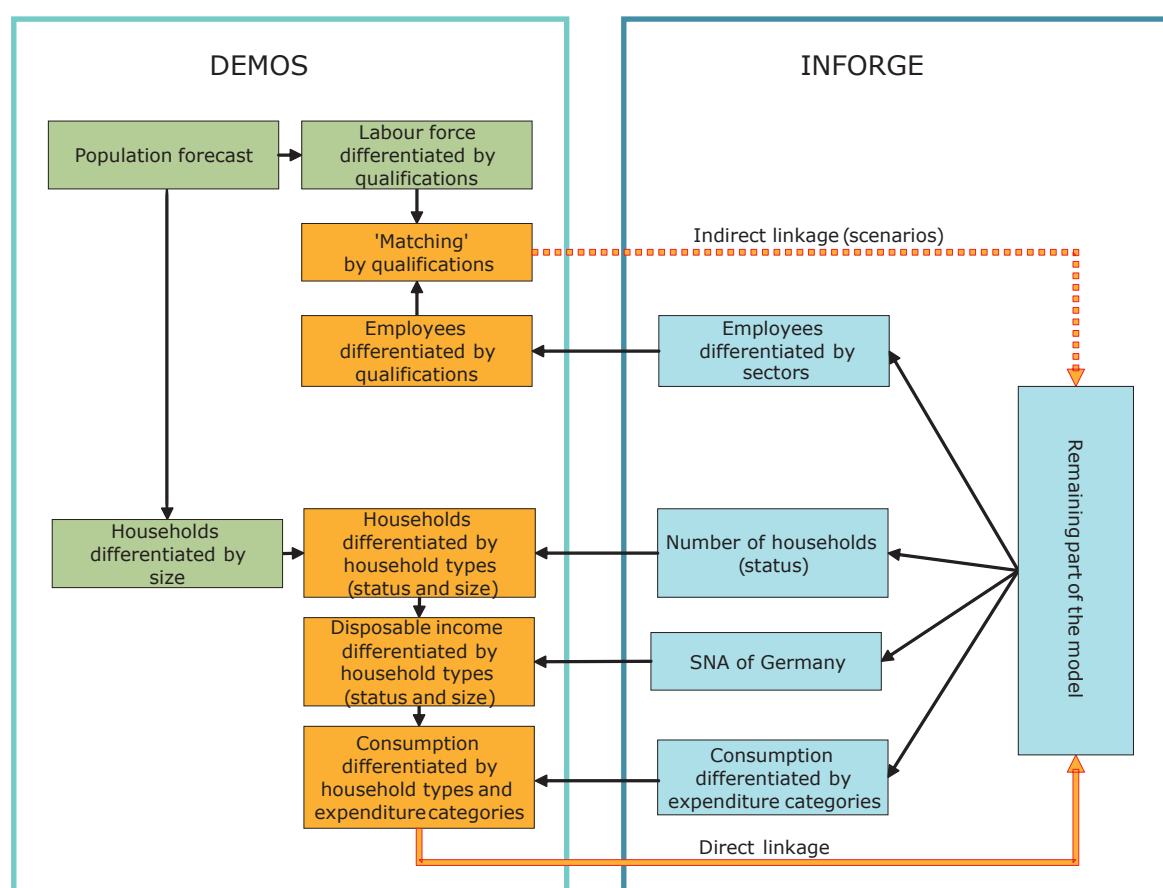 DEMOS
INFORGE
Population forecast
Labour force
differentiated by
qualifications
'Matching'
by qualifications
Indirect linkage (scenarios)
Employees
differentiated by
qualifications
Employees
differentiated by
sectors
Remaining part of the model
Households
differentiated by
size
Households
differentiated by
household types
(status and size)
Number of households
(status)
Disposable income
differentiated by
household types
(status and size)
SNA of Germany
Consumption
differentiated by
household types and
expenditure categories
Consumption
differentiated by
expenditure categories
Direct linkage